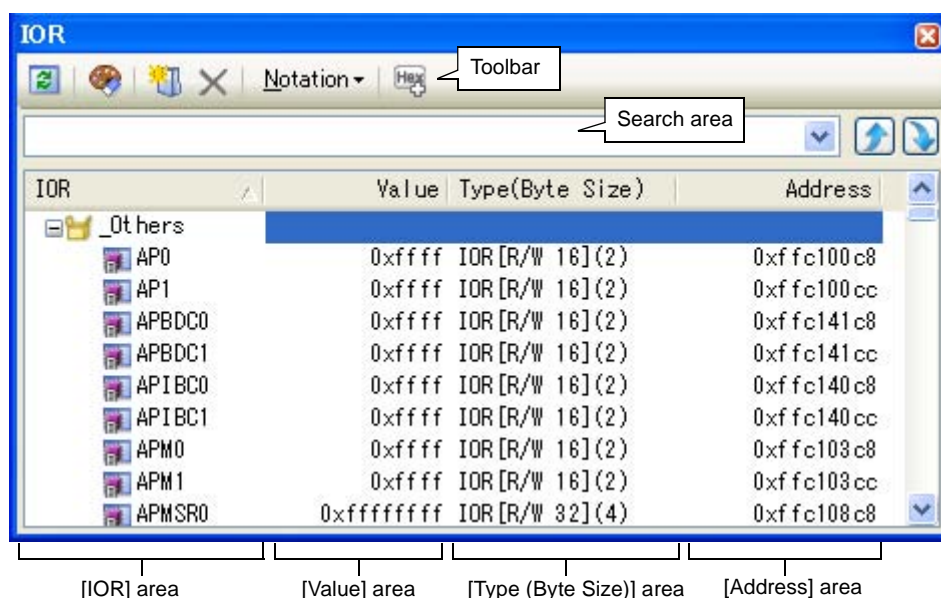 IOR
Notation
Hex
Toolbar
Search area
IOR Value Type(Byte Size) Address
_Others
AP0 0xffff IOR[R/W 16](2) 0xffc100c8
AP1 0xffff IOR[R/W 16](2) 0xffc100cc
APBDC0 0xffff IOR[R/W 16](2) 0xffc141c8
APBDC1 0xffff IOR[R/W 16](2) 0xffc141cc
APIBC0 0xffff IOR[R/W 16](2) 0xffc140c8
APIBC1 0xffff IOR[R/W 16](2) 0xffc140cc
APM0 0xffff IOR[R/W 16](2) 0xffc103c8
APM1 0xffff IOR[R/W 16](2) 0xffc103cc
APMSR0 0xffffffff IOR[R/W 32](4) 0xffc108c8
[IOR] area [Value] area [Type (Byte Size)] area [Address] area